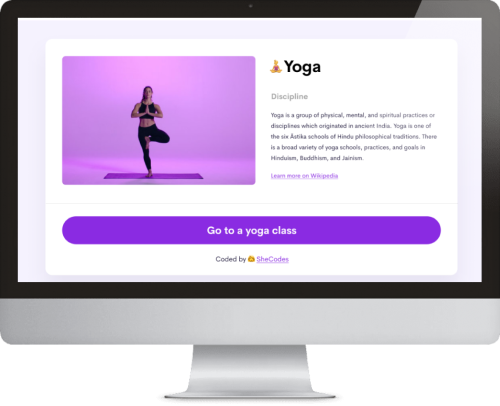 Yoga
Discipline
Yoga is a group of physical, mental, and spiritual practices or
disciplines which originated in ancient India. Yoga is one of
the six Āstika schools of Hindu philosophical traditions. There
is a broad variety of yoga schools, practices, and goals in
Hinduism, Buddhism, and Jainism.
Learn more on Wikipedia
Go to a yoga class
Coded by SheCodes